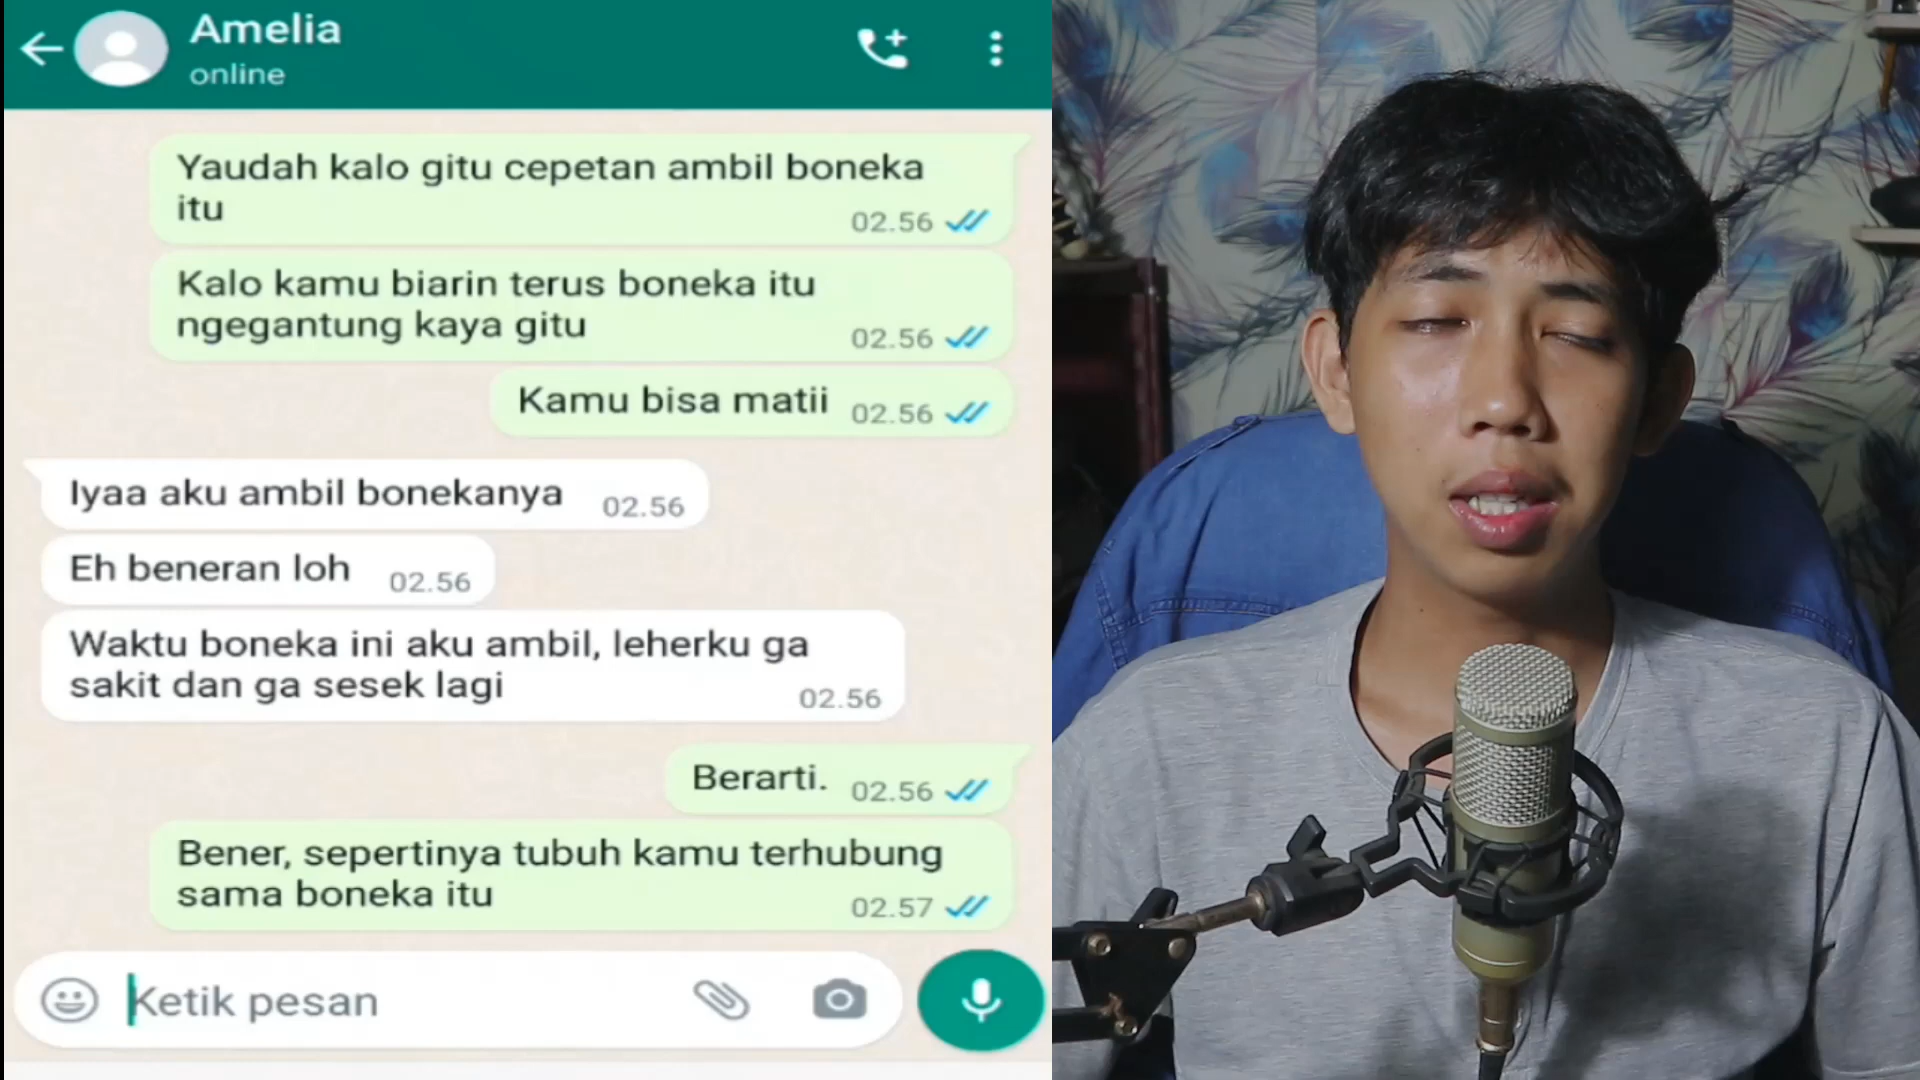 Amelia
online
Yaudah kalo gitu cepetan ambil boneka
itu
02.56
Kalo kamu biarin terus boneka itu
ngegantung kaya gitu
02.56
Kamu bisa matii 02.56
Iyaa aku ambil bonekanya 02.56
Eh beneran loh 02.56
Waktu boneka ini aku ambil, leherku ga
sakit dan ga sesek lagi
02.56
Berarti. 02.56
Bener, sepertinya tubuh kamu terhubung
sama boneka itu
02.57
Ketik pesan